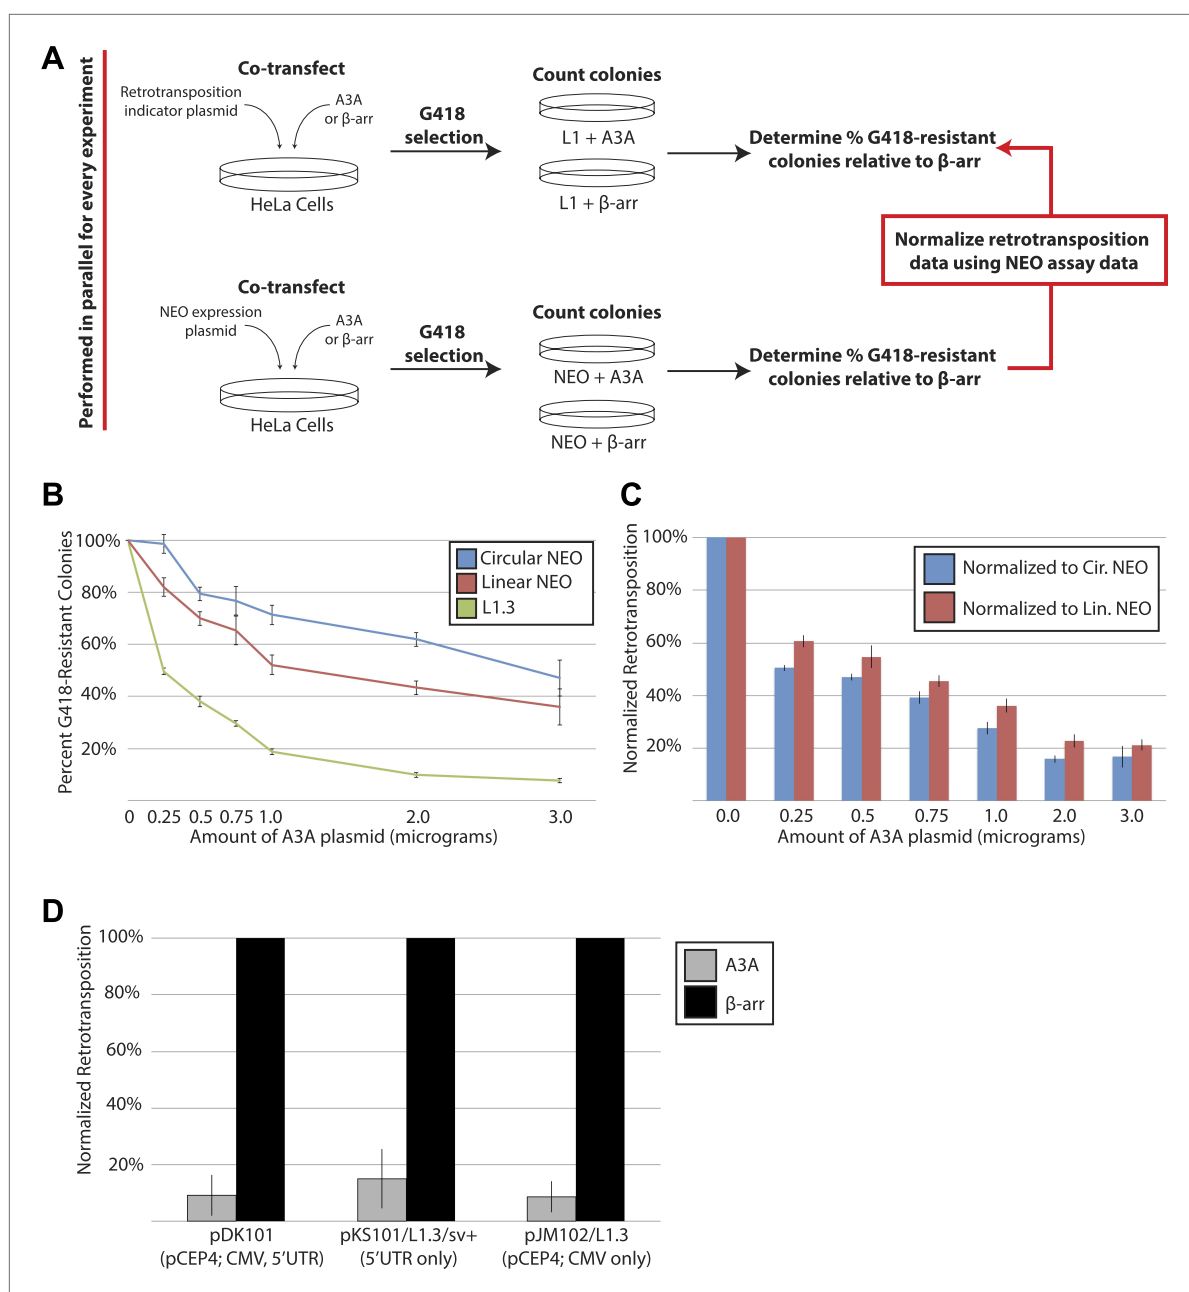 A
Performed in parallel for every experiment
Co-transfect
Retrotransposition
indicator plasmid
A3A
or β-arr
HeLa Cells
G418
selection
Count colonies
L1 + A3A
L1 + β-arr
Determine % G418-resistant
colonies relative to β-arr
Normalize retrotransposition
data using NEO assay data
Co-transfect
NEO expression
plasmid
A3A
or β-arr
HeLa Cells
G418
selection
Count colonies
NEO + A3A
NEO + β-arr
Determine % G418-resistant
colonies relative to β-arr
B
Percent G418-Resistant Colonies
100%
80%
60%
40%
20%
Circular NEO
Linear NEO
L1.3
0 0.25 0.5 0.75 1.0 2.0 3.0
Amount of A3A plasmid (micrograms)
C
Normalized Retrotransposition
100%
80%
60%
40%
20%
Normalized to Cir. NEO
Normalized to Lin. NEO
0.0 0.25 0.5 0.75 1.0 2.0 3.0
Amount of A3A plasmid (micrograms)
D
Normalized Retrotransposition
100%
80%
60%
40%
20%
A3A
β-arr
pDK101
(pCEP4; CMV, 5’UTR)
pKS101/L1.3/sv+
(5’UTR only)
pJM102/L1.3
(pCEP4; CMV only)